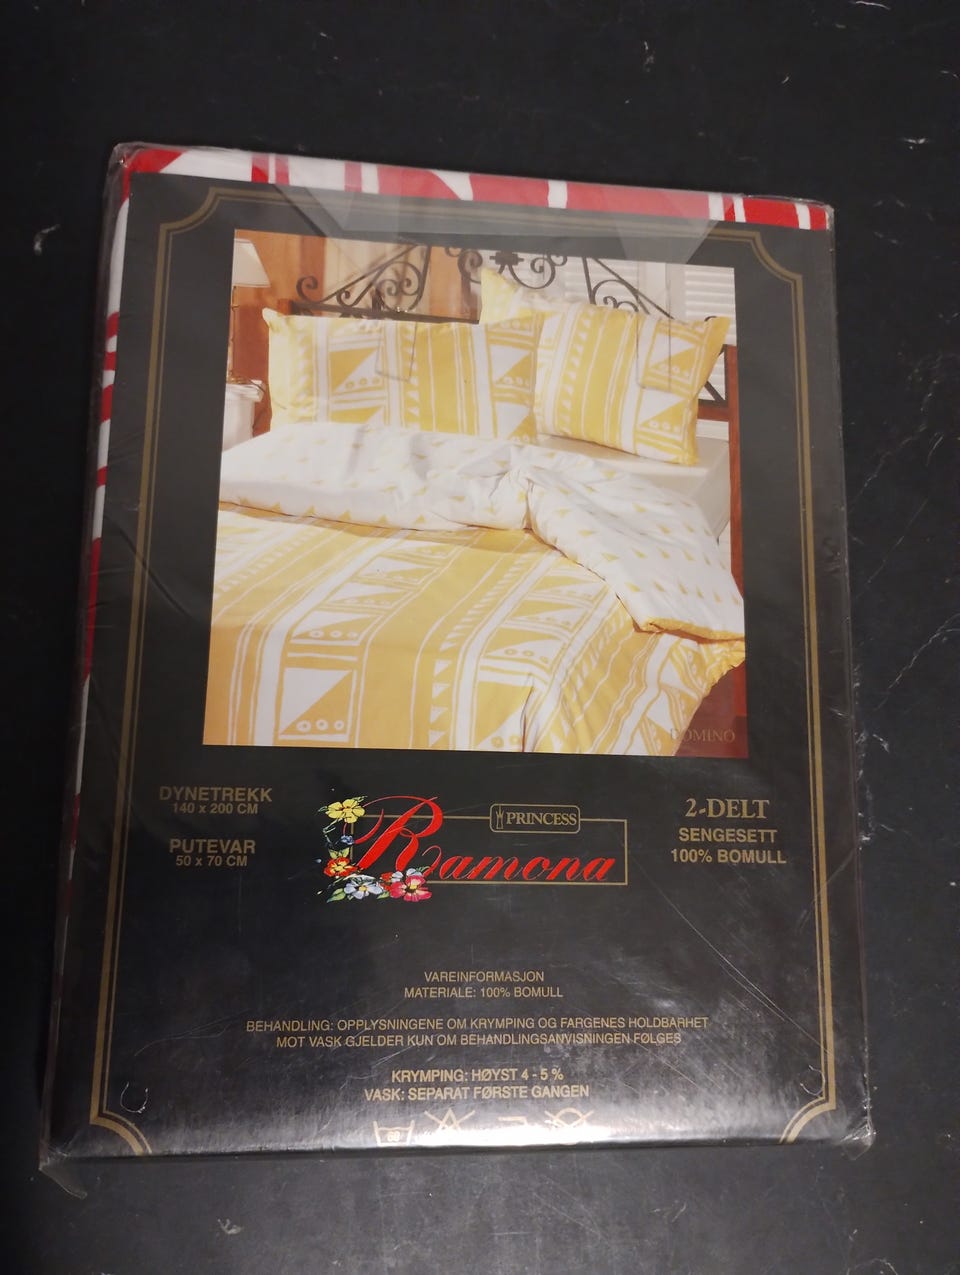 DOMINO
DYNETREKK
140 x 200 CM
PUTEVAR
50 x 70 CM
PRINCESS
Ramona
2-DELT
SENGESETT
100% BOMULL
VAREINFORMASJON
MATERIALE: 100% BOMULL
BEHANDLING: OPPLYSNINGENE OM KRYMPING OG FARGENES HOLDBARHET
MOT VASK GJELDER KUN OM BEHANDLINGSANVISNINGEN FØLGES
KRYMPING: HØYST 4 - 5 %
VASK: SEPARAT FØRSTE GANGEN
60